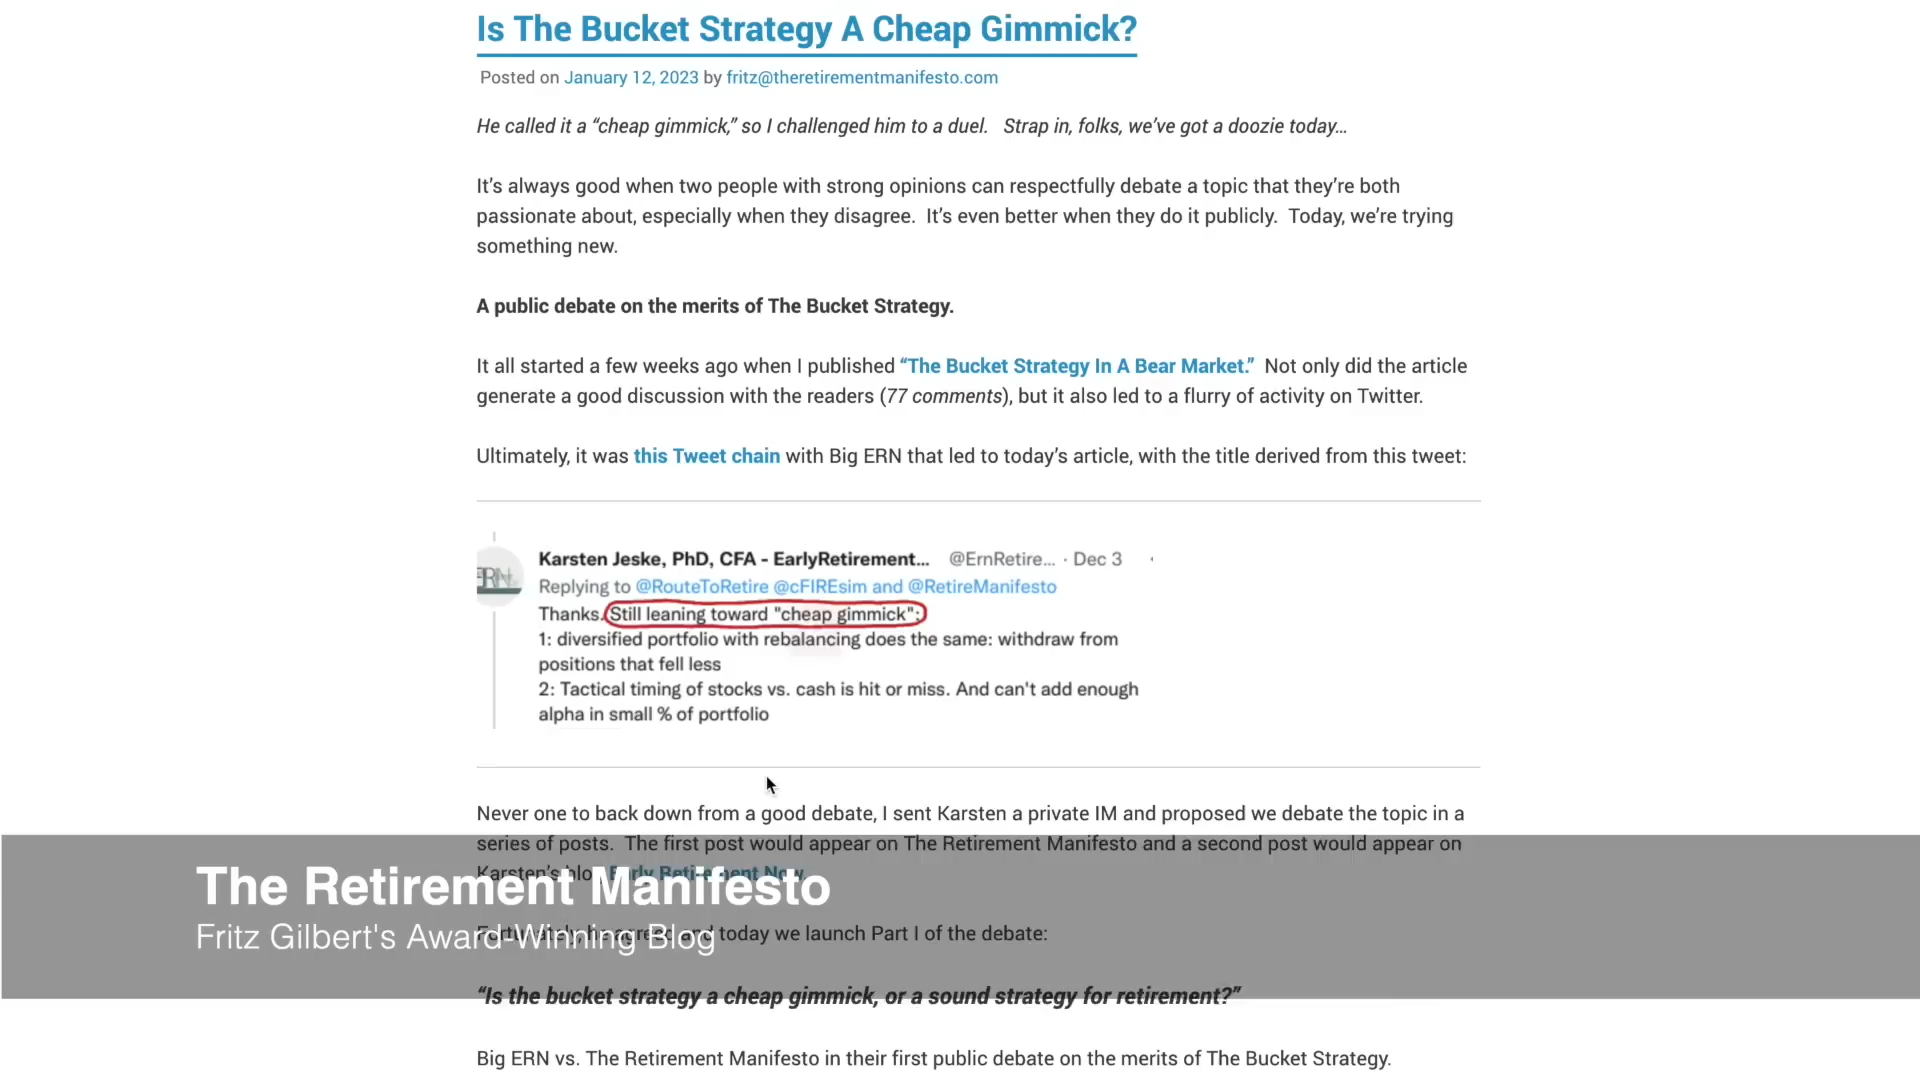 Is The Bucket Strategy A Cheap Gimmick?
Posted on January 12, 2023 by fritz@theretirementmanifesto.com
He called it a “cheap gimmick,” so I challenged him to a duel.   Strap in, folks, we’ve got a doozie today…
It’s always good when two people with strong opinions can respectfully debate a topic that they’re both
passionate about, especially when they disagree.  It’s even better when they do it publicly.  Today, we’re trying
something new.
A public debate on the merits of The Bucket Strategy.
It all started a few weeks ago when I published “The Bucket Strategy In A Bear Market.”  Not only did the article
generate a good discussion with the readers (77 comments), but it also led to a flurry of activity on Twitter.
Ultimately, it was this Tweet chain with Big ERN that led to today’s article, with the title derived from this tweet:
ERN
Karsten Jeske, PhD, CFA - EarlyRetirement... @ErnRetire... · Dec 3
Replying to @RouteToRetire @cFIREsim and @RetireManifesto
Thanks. Still leaning toward "cheap gimmick":
1: diversified portfolio with rebalancing does the same: withdraw from
positions that fell less
2: Tactical timing of stocks vs. cash is hit or miss. And can't add enough
alpha in small % of portfolio
Never one to back down from a good debate, I sent Karsten a private IM and proposed we debate the topic in a
series of posts.  The first post would appear on The Retirement Manifesto and a second post would appear on
Karsten’s blog Early Retirement Now.
The Retirement Manifesto
Fritz Gilbert's Award-Winning Blog
Fortunately, he agreed and today we launch Part I of the debate:
“Is the bucket strategy a cheap gimmick, or a sound strategy for retirement?”
Big ERN vs. The Retirement Manifesto in their first public debate on the merits of The Bucket Strategy.